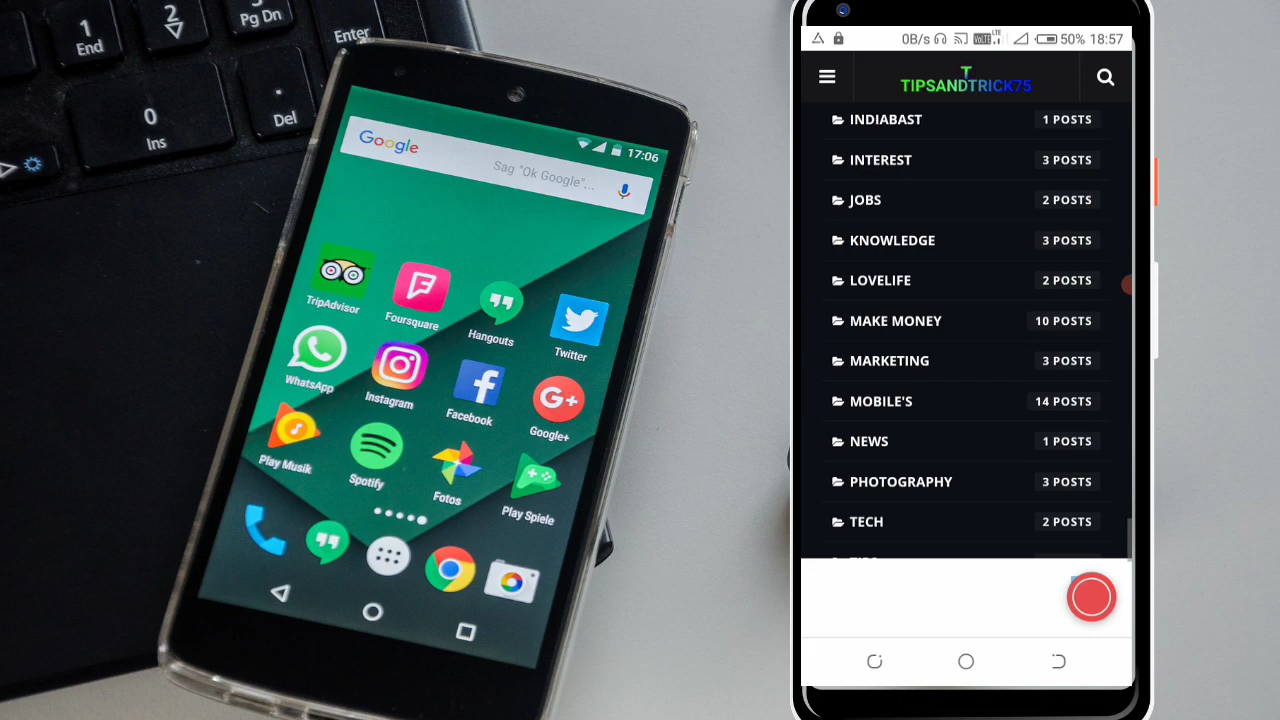 1
End
2
3
Pg Dn
Enter
0
Ins
.
Del
17:06
Google
Sag "Ok Google"...
TripAdvisor
Foursquare
Hangouts
Twitter
WhatsApp
Instagram
Facebook
G+
Google+
Play Musik
Spotify
Fotos
Play Spiele
0B/s VoLTE LTE 50% 18:57
T
TIPSANDTRICK75
INDIABAST 1 POSTS
INTEREST 3 POSTS
JOBS 2 POSTS
KNOWLEDGE 3 POSTS
LOVELIFE 2 POSTS
MAKE MONEY 10 POSTS
MARKETING 3 POSTS
MOBILE'S 14 POSTS
NEWS 1 POSTS
PHOTOGRAPHY 3 POSTS
TECH 2 POSTS